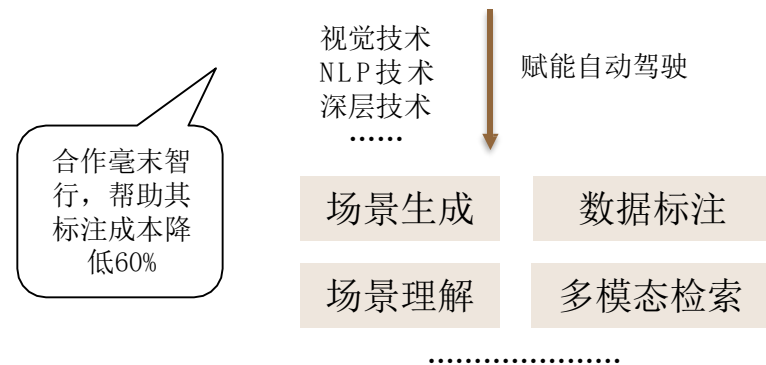 视觉技术
NLP技术
深层技术
……
赋能自动驾驶
合作毫末智
行，帮助其
标注成本降
低60%
场景生成
数据标注
场景理解
多模态检索
…………………